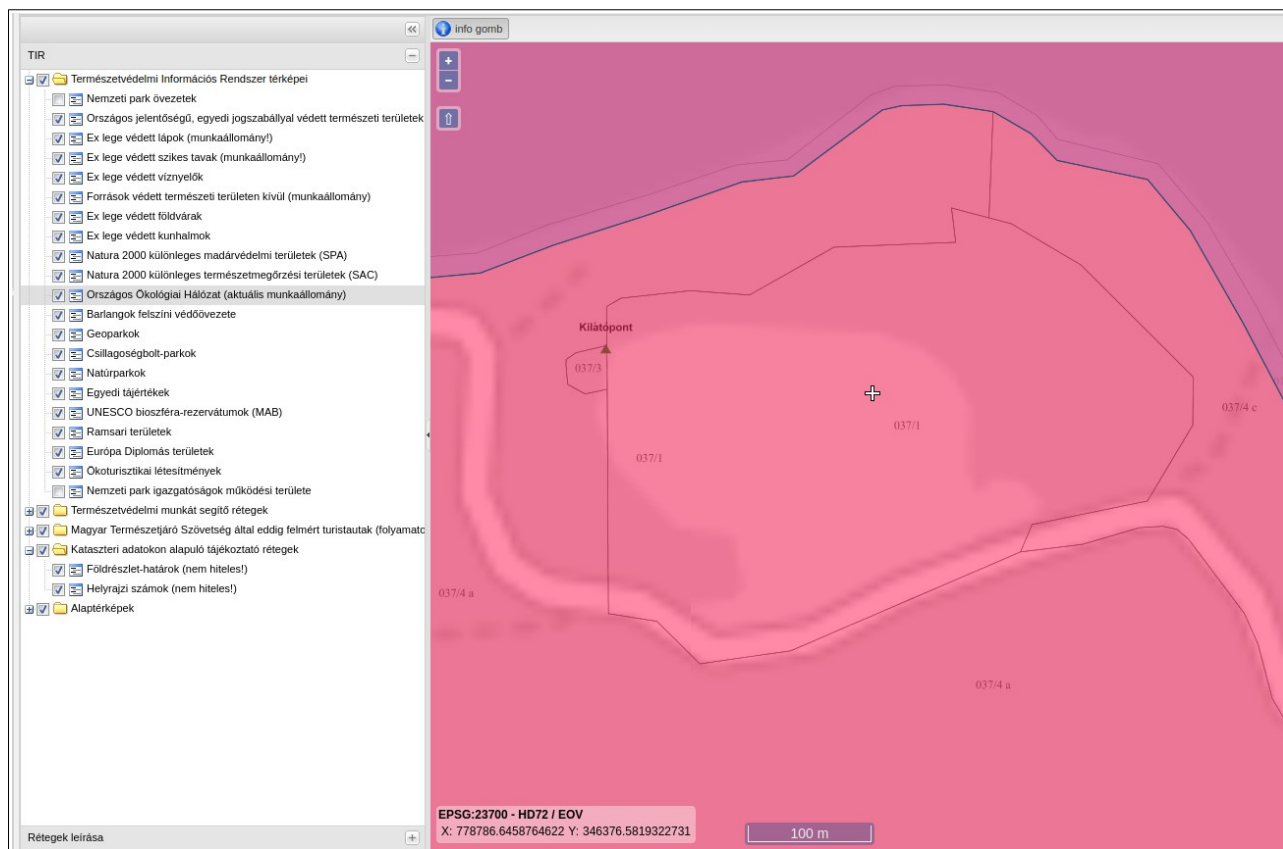 info gomb
TIR
Természetvédelmi Információs Rendszer térképei
Nemzeti park övezetek
Országos jelentőségű, egyedi jogszabállyal védett természeti területek
Ex lege védett lápok (munkaállomány!)
Ex lege védett szikes tavak (munkaállomány!)
Ex lege védett víznyelők
Források védett természeti területen kívül (munkaállomány)
Ex lege védett földvárak
Ex lege védett kunhalmok
Natura 2000 különleges madárvédelmi területek (SPA)
Natura 2000 különleges természetmegőrzési területek (SAC)
Országos Ökológiai Hálózat (aktuális munkaállomány)
Barlangok felszíni védőövezete
Geoparkok
Csillagoségbolt-parkok
Natúrparkok
Egyedi tájértékek
UNESCO bioszféra-rezervátumok (MAB)
Ramsari területek
Európa Diplomás területek
Ökoturisztikai létesítmények
Nemzeti park igazgatóságok működési területe
Természetvédelmi munkát segítő rétegek
Magyar Természetjáró Szövetség által eddig felmért turistautak (folyamatc
Kataszteri adatokon alapuló tájékoztató rétegek
Földrészlet-határok (nem hiteles!)
Helyrajzi számok (nem hiteles!)
Alaptérképek
Rétegek leírása
Kilátópont
037/3
037/4 c
037/1
037/1
037/4 a
037/4 a
EPSG:23700 - HD72 / EOV
X: 778786.6458764622 Y: 346376.5819322731
100 m